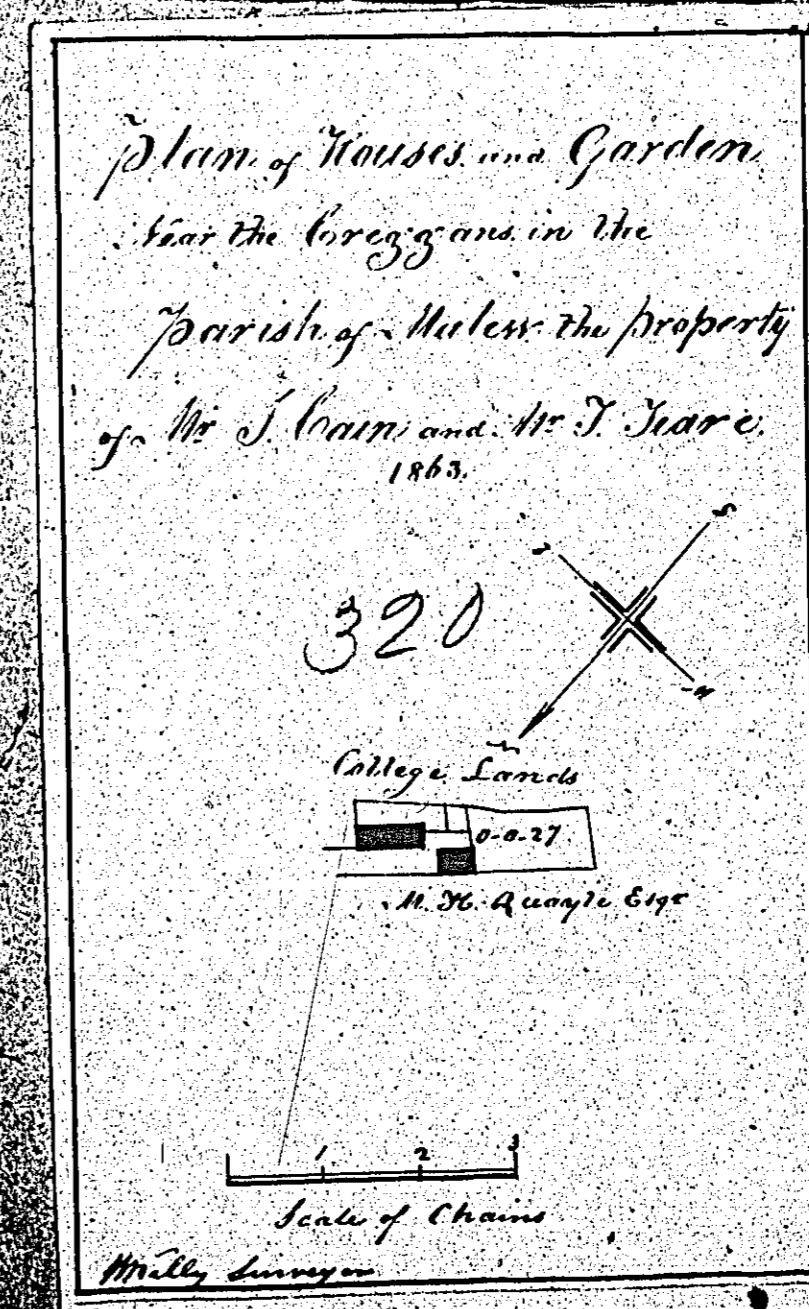 Plan of Houses and Garden
Near the Creggans in the
Parish of Malew the property
of Mr J. Cain and Mr T. Teare.
1863.
320
S
N
College Lands
0-0-27
M. H. Quayle Esqr
1 2 3
Scale of Chains
Surveyor